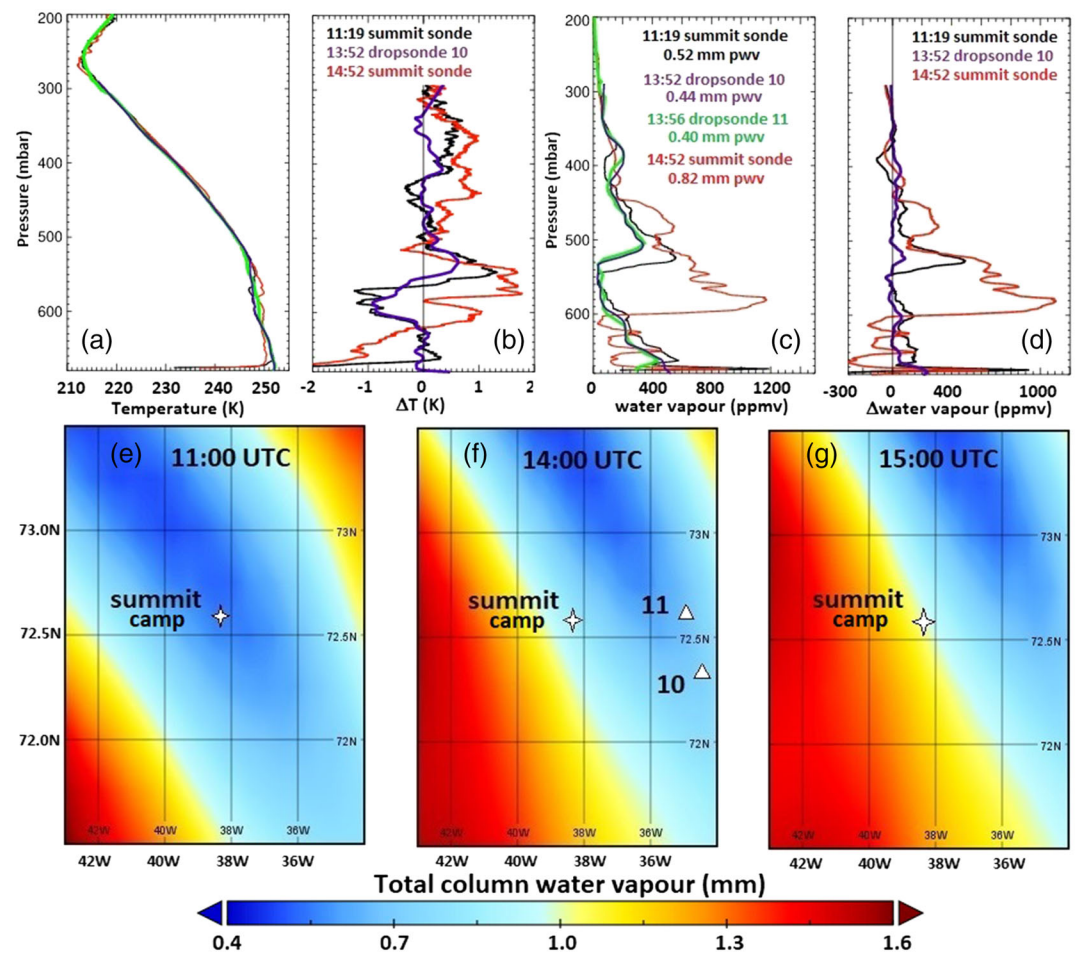 200
300
400
500
600
Pressure (mbar)
(a)
210 220 230 240 250
Temperature (K)
11:19 summit sonde
13:52 dropsonde 10
14:52 summit sonde
(b)
-2 -1 0 1 2
ΔT (K)
200
300
400
500
600
Pressure (mbar)
11:19 summit sonde
0.52 mm pwv
13:52 dropsonde 10
0.44 mm pwv
13:56 dropsonde 11
0.40 mm pwv
14:52 summit sonde
0.82 mm pwv
(c)
0 400 800 1200
water vapour (ppmv)
11:19 summit sonde
13:52 dropsonde 10
14:52 summit sonde
(d)
-300 0 400 1000
Δwater vapour (ppmv)
(e) 11:00 UTC
73.0N
73N
summit
camp
72.5N
72.5N
72.0N
72N
42W 40W 38W 36W
42W 40W 38W 36W
(f) 14:00 UTC
73N
summit
camp
11
72.5N
10
72N
42W 40W 38W 36W
42W 40W 38W 36W
(g) 15:00 UTC
73N
summit
camp
72.5N
72N
42W 40W 38W 36W
42W 40W 38W 36W
Total column water vapour (mm)
0.4 0.7 1.0 1.3 1.6